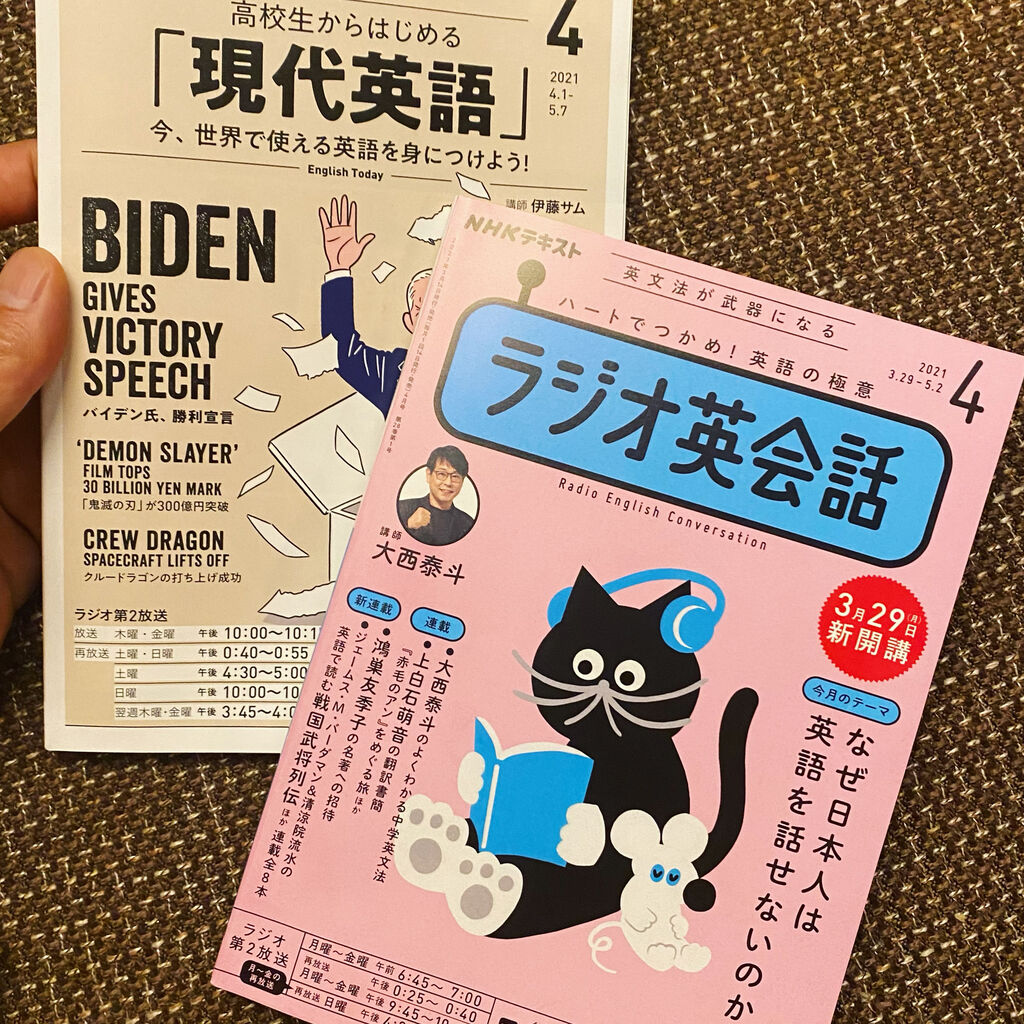 高校生からはじめる
「現代英語」
今、世界で使える英語を身につけよう!
English Today
4
2021
4.1-
5.7
講師 伊藤サム
BIDEN
GIVES
VICTORY
SPEECH
バイデン氏、勝利宣言
'DEMON SLAYER'
FILM TOPS
30 BILLION YEN MARK
「鬼滅の刃」が300億円突破
CREW DRAGON
SPACECRAFT LIFTS OFF
クルードラゴンの打ち上げ成功
ラジオ第2放送
放送 木曜・金曜 午後 10:00〜10:1
再放送 土曜・日曜 午後 0:40〜0:55
土曜 午後 4:30〜5:00
日曜 午後 10:00〜10
翌週木曜・金曜 午後 3:45〜4:0
NHKテキスト
英文法が武器になる
ハートでつかめ!英語の極意
ラジオ英会話
Radio English Conversation
2021
3.29-5.2
4
講師
大西泰斗
3月29日(月)
新開講
今月のテーマ
なぜ日本人は
英語を話せないのか
連載
●大西泰斗のよくわかる中学英文法
●上白石萌音の翻訳書簡
『赤毛のアン』をめぐる旅 ほか
新連載
●鴻巣友季子の名著への招待
●ジェームス・M・バーダマン&清涼院流水の
英語で読む戦国武将列伝 ほか 連載全8本
ラジオ
第2放送
月〜金の
再放送
月曜〜金曜 午前 6:45〜 7:00
再放送
月曜〜金曜 午後 0:25〜 0:40
午後 9:45〜10
再放送 日曜 午後